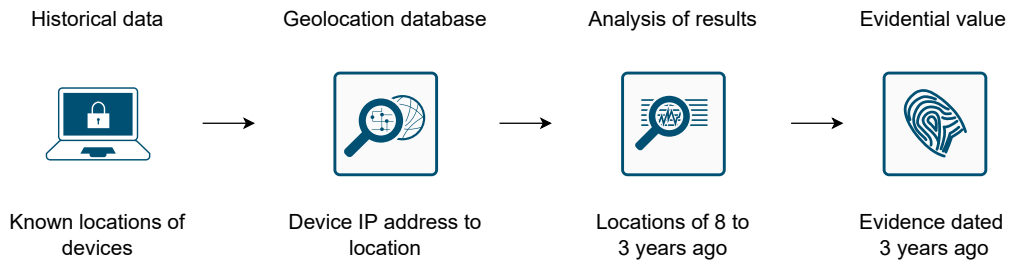 Historical data
Geolocation database
Analysis of results
Evidential value
Known locations of
devices
Device IP address to
location
Locations of 8 to
3 years ago
Evidence dated
3 years ago